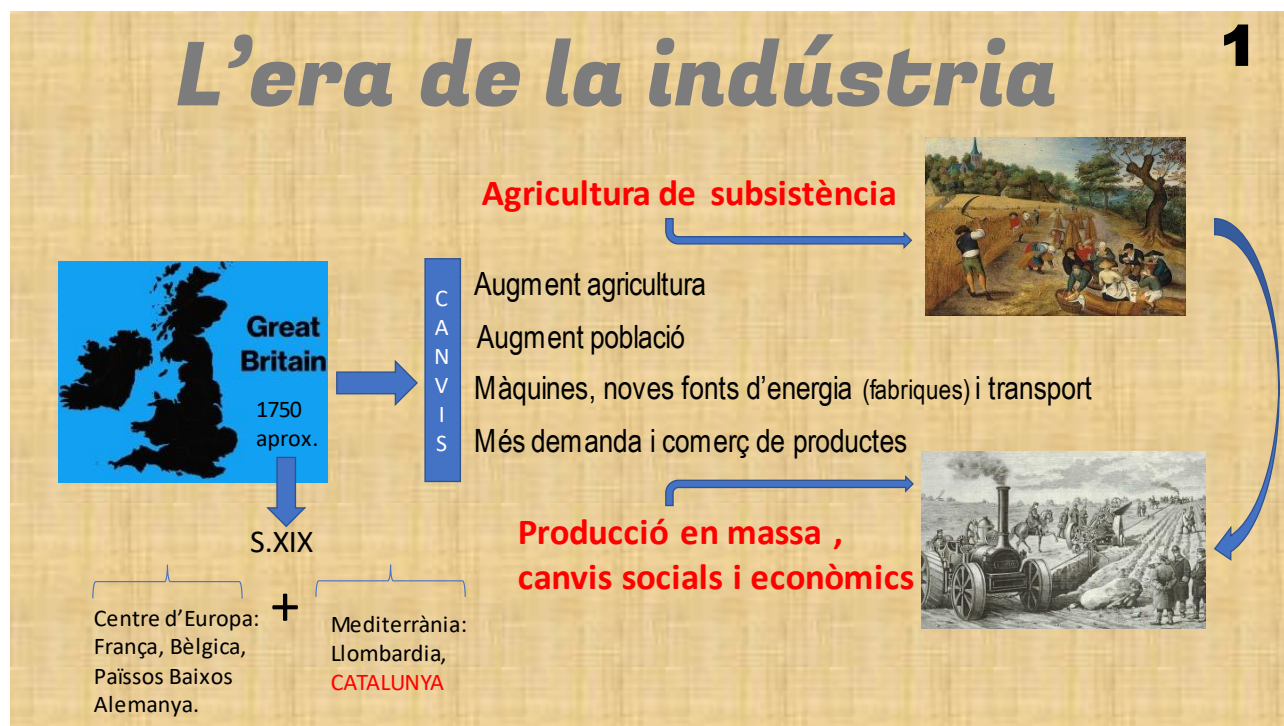 L'era de la indústria
1
Agricultura de subsistència
Great
Britain
1750
aprox.
CANVIS
Augment agricultura
Augment població
Màquines, noves fonts d'energia (fabriques) i transport
Més demanda i comerç de productes
Producció en massa ,
canvis socials i econòmics
S.XIX
Centre d'Europa:
França, Bèlgica,
Països Baixos
Alemanya.
+
Mediterrània:
Llombardia,
CATALUNYA